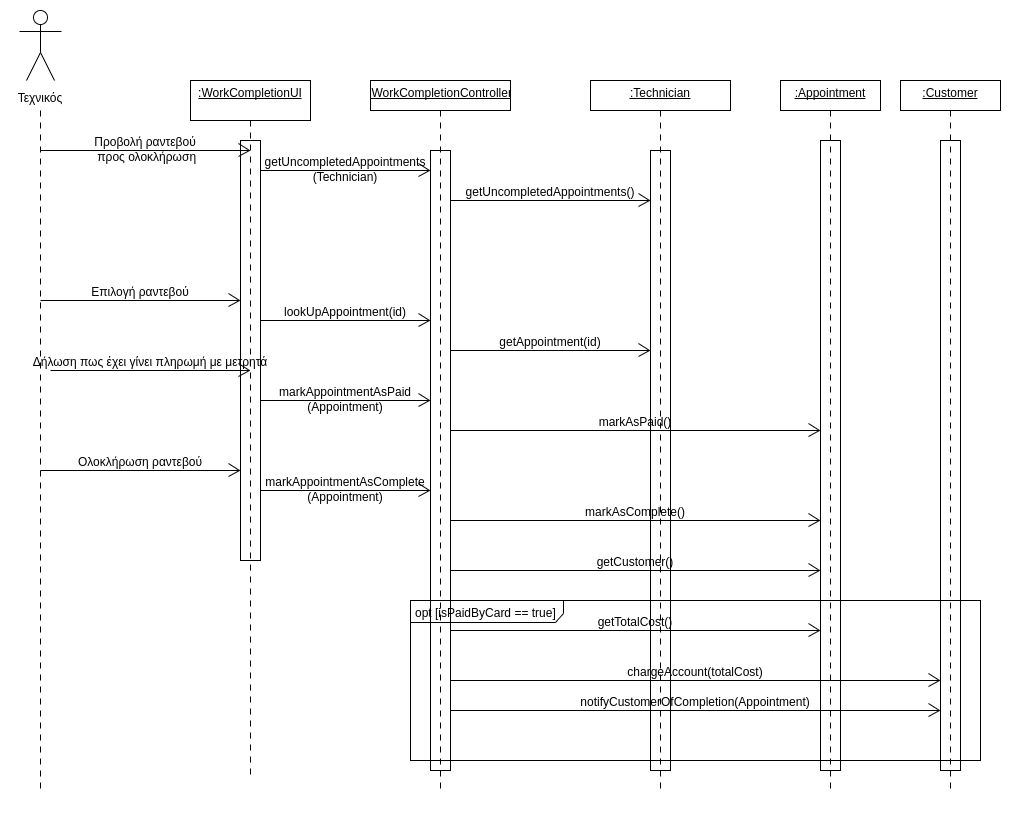 Τεχνικός
:WorkCompletionUI
WorkCompletionController
:Technician
:Appointment
:Customer
Προβολή ραντεβού
προς ολοκλήρωση
getUncompletedAppointments
(Technician)
getUncompletedAppointments()
Επιλογή ραντεβού
lookUpAppointment(id)
getAppointment(id)
Δήλωση πως έχει γίνει πληρωμή με μετρητά
markAppointmentAsPaid
(Appointment)
markAsPaid()
Ολοκλήρωση ραντεβού
markAppointmentAsComplete
(Appointment)
markAsComplete()
getCustomer()
opt [isPaidByCard == true]
getTotalCost()
chargeAccount(totalCost)
notifyCustomerOfCompletion(Appointment)